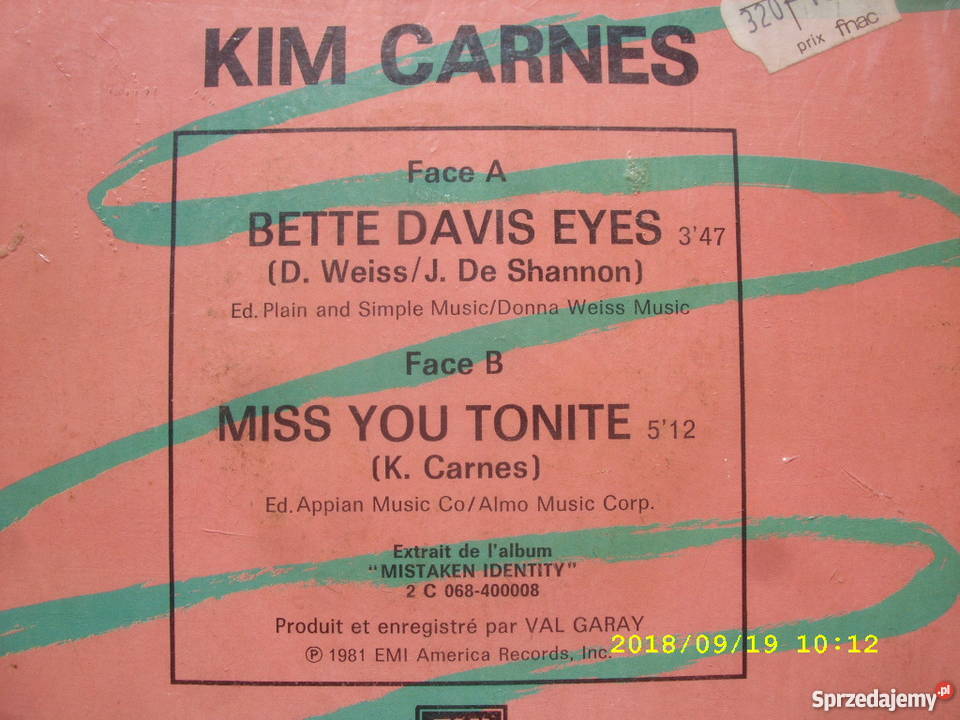 320F
prix fnac
KIM CARNES
Face A
BETTE DAVIS EYES 3'47
(D. Weiss/J. De Shannon)
Ed. Plain and Simple Music/Donna Weiss Music
Face B
MISS YOU TONITE 5'12
(K. Carnes)
Ed. Appian Music Co/Almo Music Corp.
Extrait de l'album
"MISTAKEN IDENTITY"
2 C 068-400008
Produit et enregistré par VAL GARAY
℗ 1981 EMI America Records, Inc.
2018/09/19 10:12
Sprzedajemy.pl